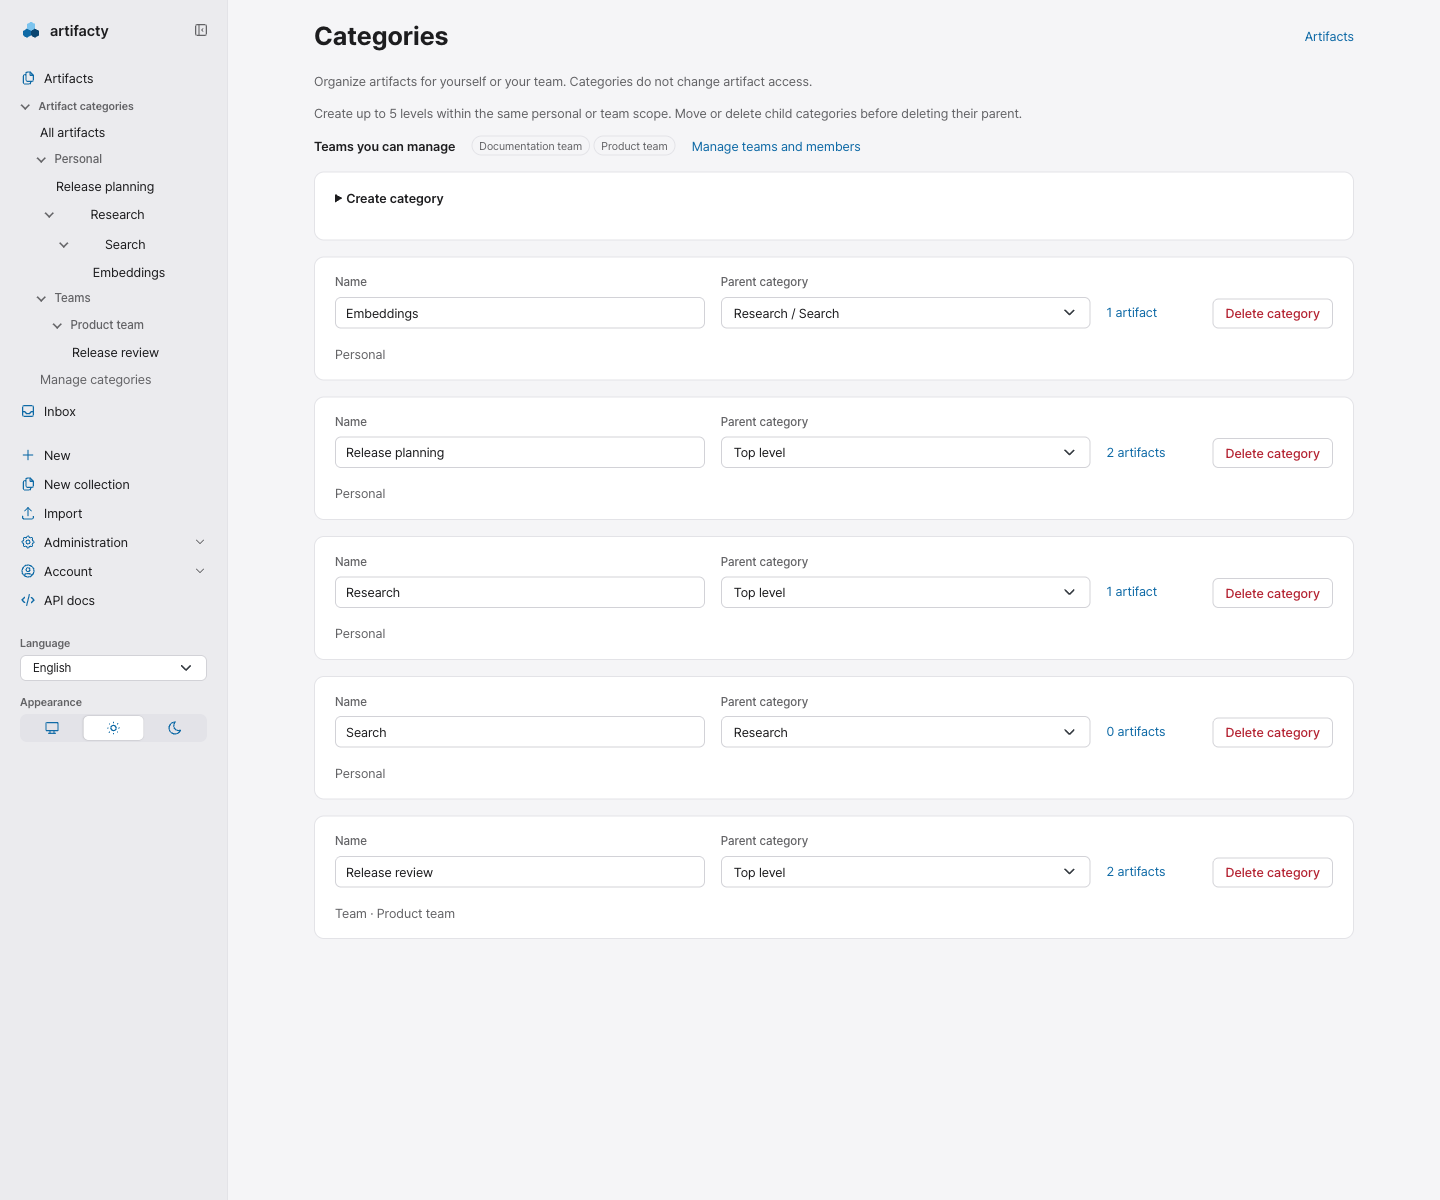 artifacty
Artifacts
Artifact categories
All artifacts
Personal
Release planning
Research
Search
Embeddings
Teams
Product team
Release review
Manage categories
Inbox
New
New collection
Import
Administration
Account
API docs
Language
English
Appearance
Categories
Artifacts
Organize artifacts for yourself or your team. Categories do not change artifact access.
Create up to 5 levels within the same personal or team scope. Move or delete child categories before deleting their parent.
Teams you can manage Documentation team Product team Manage teams and members
Create category
Name Parent category
Embeddings Research / Search 1 artifact Delete category
Personal
Name Parent category
Release planning Top level 2 artifacts Delete category
Personal
Name Parent category
Research Top level 1 artifact Delete category
Personal
Name Parent category
Search Research 0 artifacts Delete category
Personal
Name Parent category
Release review Top level 2 artifacts Delete category
Team · Product team